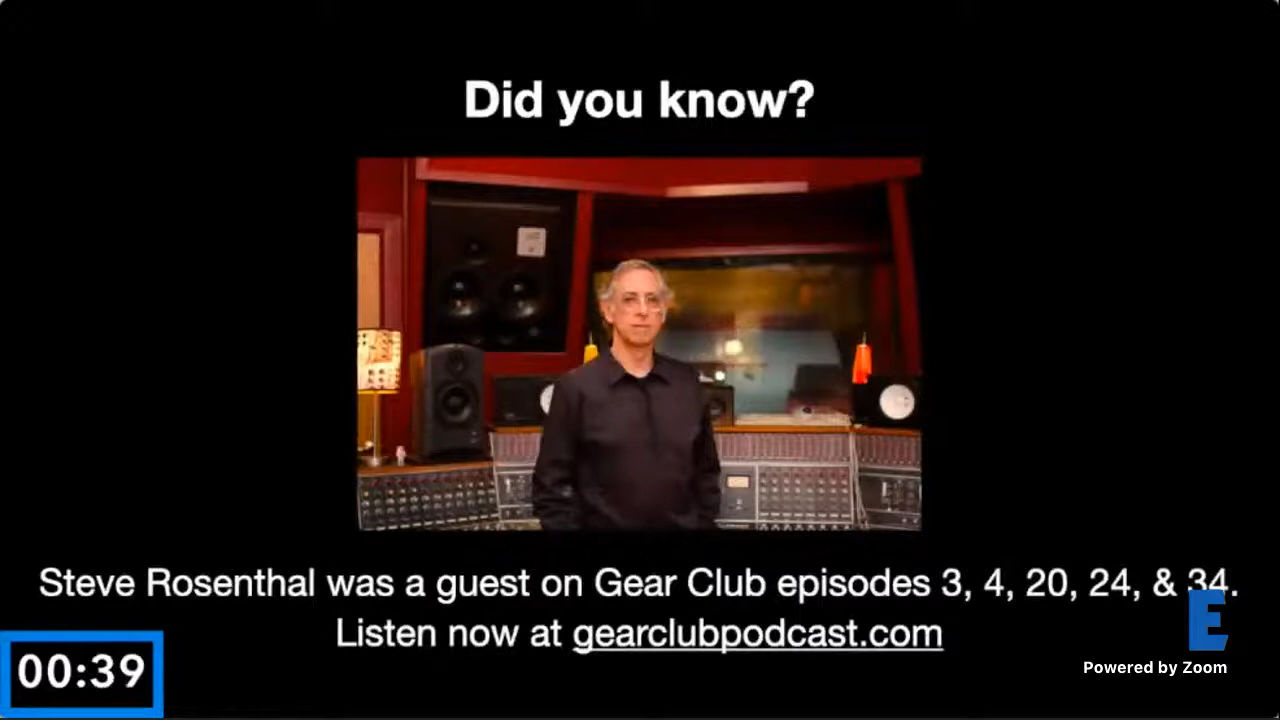 Did you know?
Steve Rosenthal was a guest on Gear Club episodes 3, 4, 20, 24, & 34.
Listen now at gearclubpodcast.com
E
Powered by Zoom
00:39